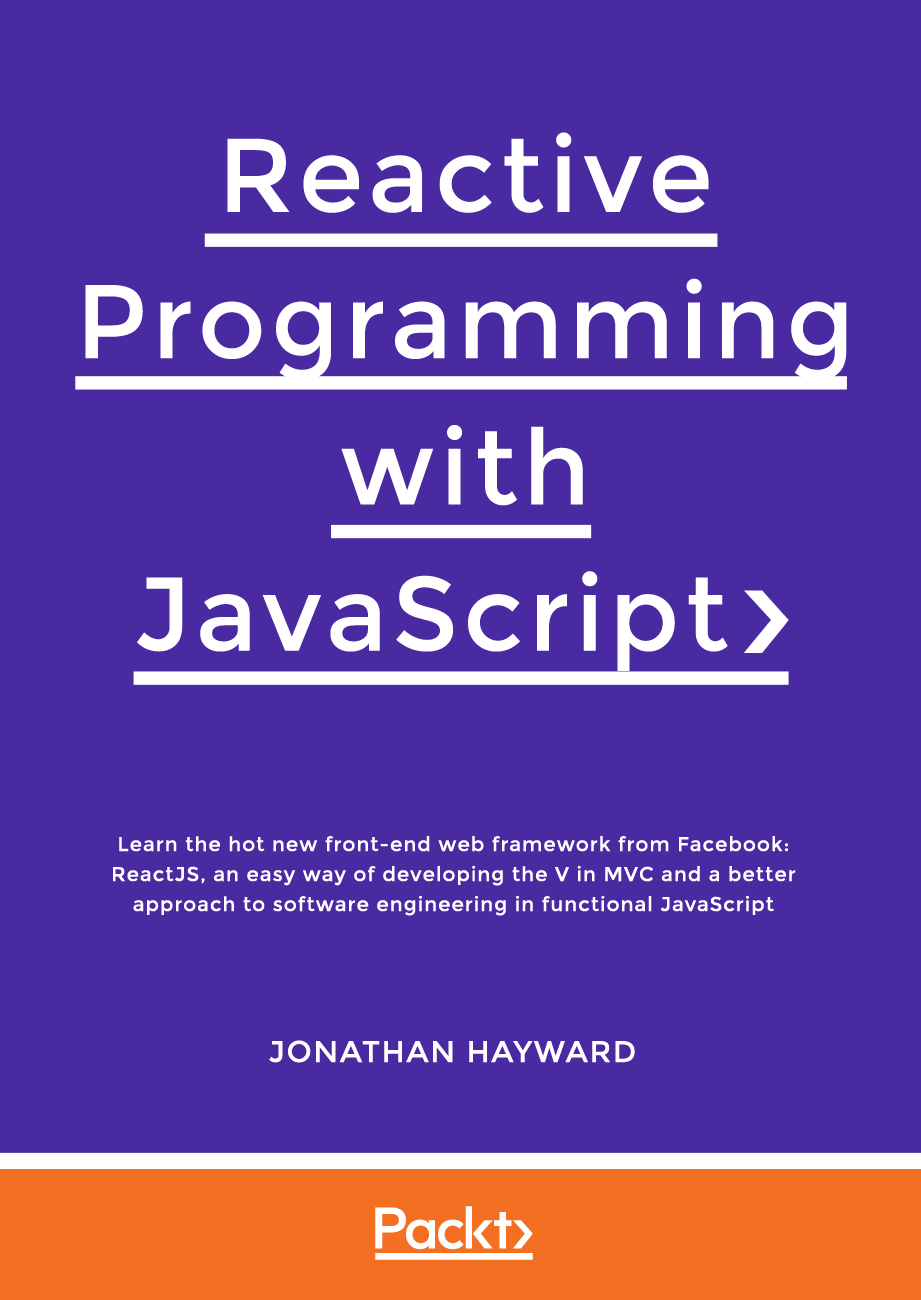 Reactive
Programming
with
JavaScript>
Learn the hot new front-end web framework from Facebook:
ReactJS, an easy way of developing the V in MVC and a better
approach to software engineering in functional JavaScript
JONATHAN HAYWARD
Packt>